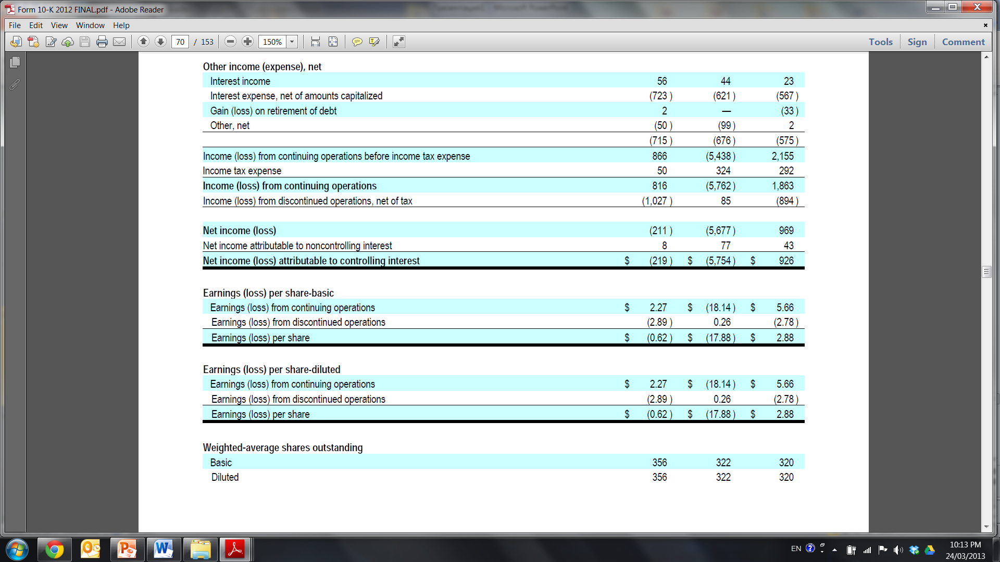 Form 10-K 2012 FINAL.pdf - Adobe Reader
File Edit View Window Help
70 / 153 150% Tools Sign Comment
Other income (expense), net
Interest income 56 44 23
Interest expense, net of amounts capitalized (723 ) (621 ) (567 )
Gain (loss) on retirement of debt 2 — (33 )
Other, net (50 ) (99 ) 2
(715 ) (676 ) (575 )
Income (loss) from continuing operations before income tax expense 866 (5,438 ) 2,155
Income tax expense 50 324 292
Income (loss) from continuing operations 816 (5,762 ) 1,863
Income (loss) from discontinued operations, net of tax (1,027 ) 85 (894 )
Net income (loss) (211 ) (5,677 ) 969
Net income attributable to noncontrolling interest 8 77 43
Net income (loss) attributable to controlling interest $ (219 ) $ (5,754 ) $ 926
Earnings (loss) per share-basic
Earnings (loss) from continuing operations $ 2.27 $ (18.14 ) $ 5.66
Earnings (loss) from discontinued operations (2.89 ) 0.26 (2.78 )
Earnings (loss) per share $ (0.62 ) $ (17.88 ) $ 2.88
Earnings (loss) per share-diluted
Earnings (loss) from continuing operations $ 2.27 $ (18.14 ) $ 5.66
Earnings (loss) from discontinued operations (2.89 ) 0.26 (2.78 )
Earnings (loss) per share $ (0.62 ) $ (17.88 ) $ 2.88
Weighted-average shares outstanding
Basic 356 322 320
Diluted 356 322 320
EN 10:13 PM
24/03/2013